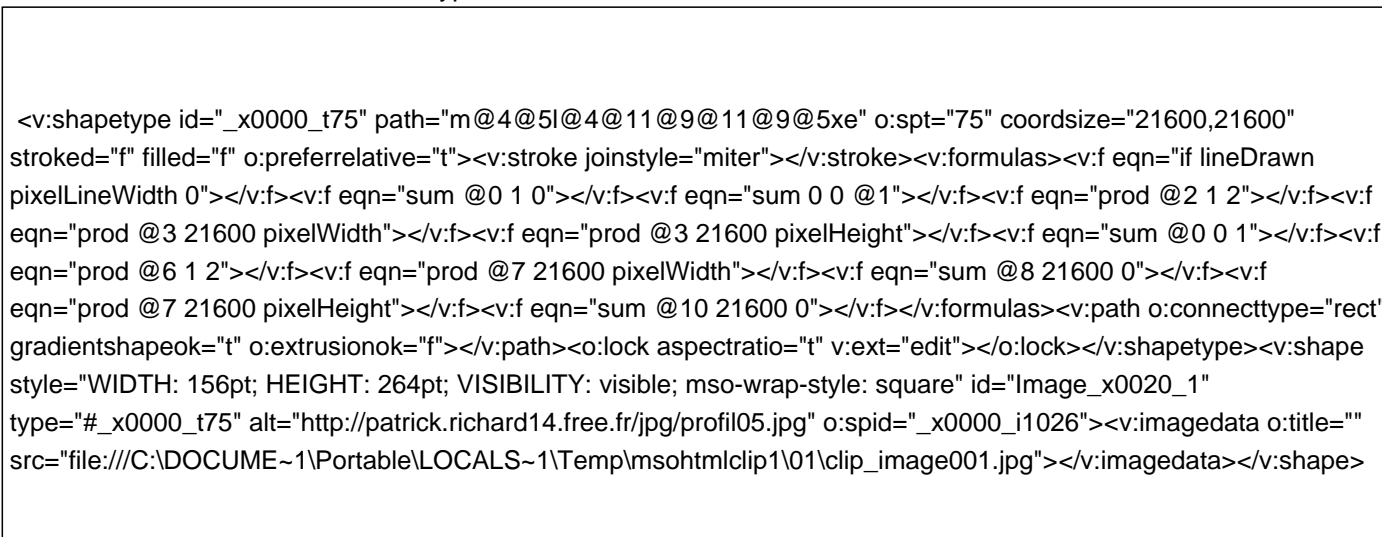 <v:shapetype id="_x0000_t75" path="m@4@5l@4@11@9@11@9@5xe" o:spt="75" coordsize="21600,21600"
stroked="f" filled="f" o:preferrelative="t"><v:stroke joinstyle="miter"></v:stroke><v:formulas><v:f eqn="if lineDrawn
pixelLineWidth 0"></v:f><v:f eqn="sum @0 1 0"></v:f><v:f eqn="sum 0 0 @1"></v:f><v:f eqn="prod @2 1 2"></v:f><v:f
eqn="prod @3 21600 pixelWidth"></v:f><v:f eqn="prod @3 21600 pixelHeight"></v:f><v:f eqn="sum @0 0 1"></v:f><v:f
eqn="prod @6 1 2"></v:f><v:f eqn="prod @7 21600 pixelWidth"></v:f><v:f eqn="sum @8 21600 0"></v:f><v:f
eqn="prod @7 21600 pixelHeight"></v:f><v:f eqn="sum @10 21600 0"></v:f></v:formulas><v:path o:connecttype="rect"
gradientshapeok="t" o:extrusionok="f"></v:path><o:lock aspectratio="t" v:ext="edit"></o:lock></v:shapetype><v:shape
style="WIDTH: 156pt; HEIGHT: 264pt; VISIBILITY: visible; mso-wrap-style: square" id="Image_x0020_1"
type="#_x0000_t75" alt="http://patrick.richard14.free.fr/jpg/profil05.jpg" o:spid="_x0000_i1026"><v:imagedata o:title=""
src="file:///C:\DOCUME~1\Portable\LOCALS~1\Temp\msohtmlclip1\01\clip_image001.jpg"></v:imagedata></v:shape>